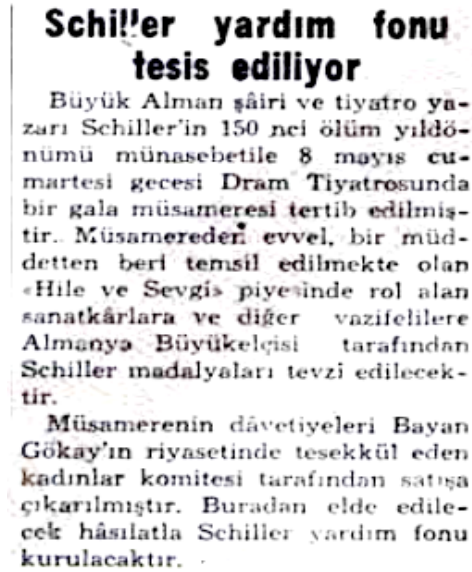 Schiller yardım fonu
tesis ediliyor
Büyük Alman şâiri ve tiyatro ya-
zarı Schiller'in 150 nci ölüm yıldö-
nümü münasebetile 8 mayıs cu-
martesi gecesi Dram Tiyatrosunda
bir gala müsameresi tertib edilmiş-
tir. Müsamereden evvel, bir müd-
detten beri temsil edilmekte olan
«Hile ve Sevgi» piyesinde rol alan
sanatkârlara ve diğer vazifelilere
Almanya Büyükelçisi tarafından
Schiller madalyaları tevzi edilecek-
tir.
Müsamerenin dâvetiyeleri Bayan
Gökay'ın riyasetinde teşekkül eden
kadınlar komitesi tarafından satışa
çıkarılmıştır. Buradan elde edile-
cek hâsılatla Schiller yardım fonu
kurulacaktır.